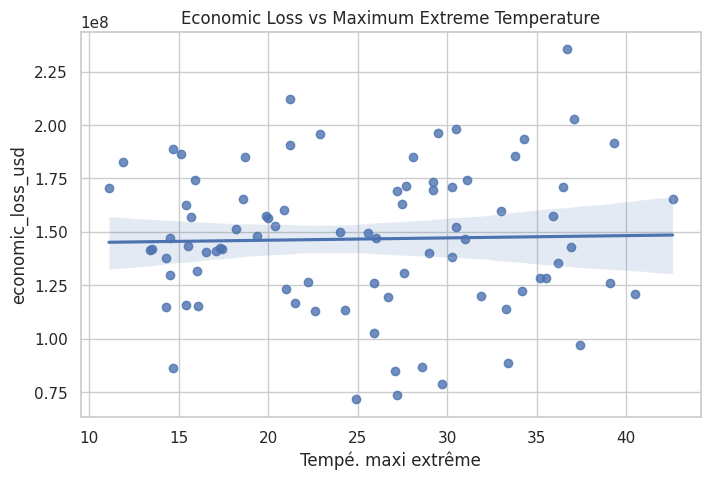 Economic Loss vs Maximum Extreme Temperature
1e8
2.25
2.00
1.75
1.50
1.25
1.00
0.75
economic_loss_usd
10 15 20 25 30 35 40
Tempé. maxi extrême